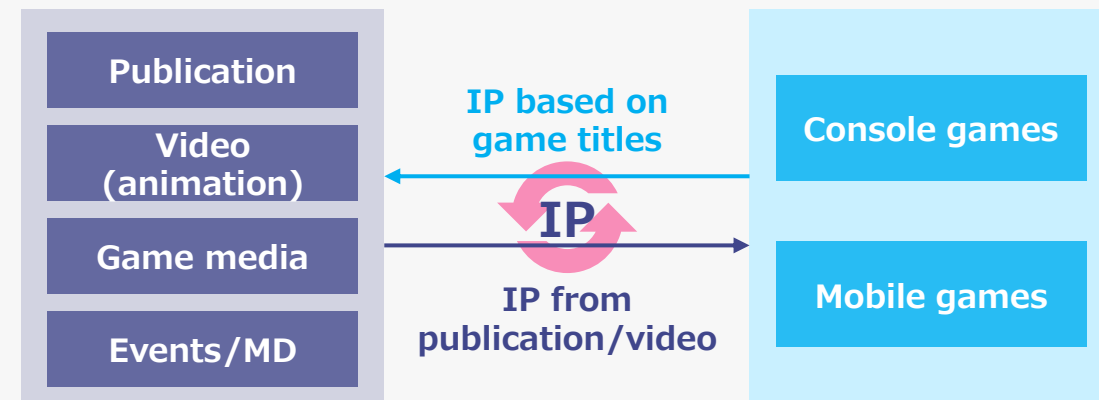 Publication
Video
(animation)
Game media
Events/MD
IP based on
game titles
IP
IP from
publication/video
Console games
Mobile games